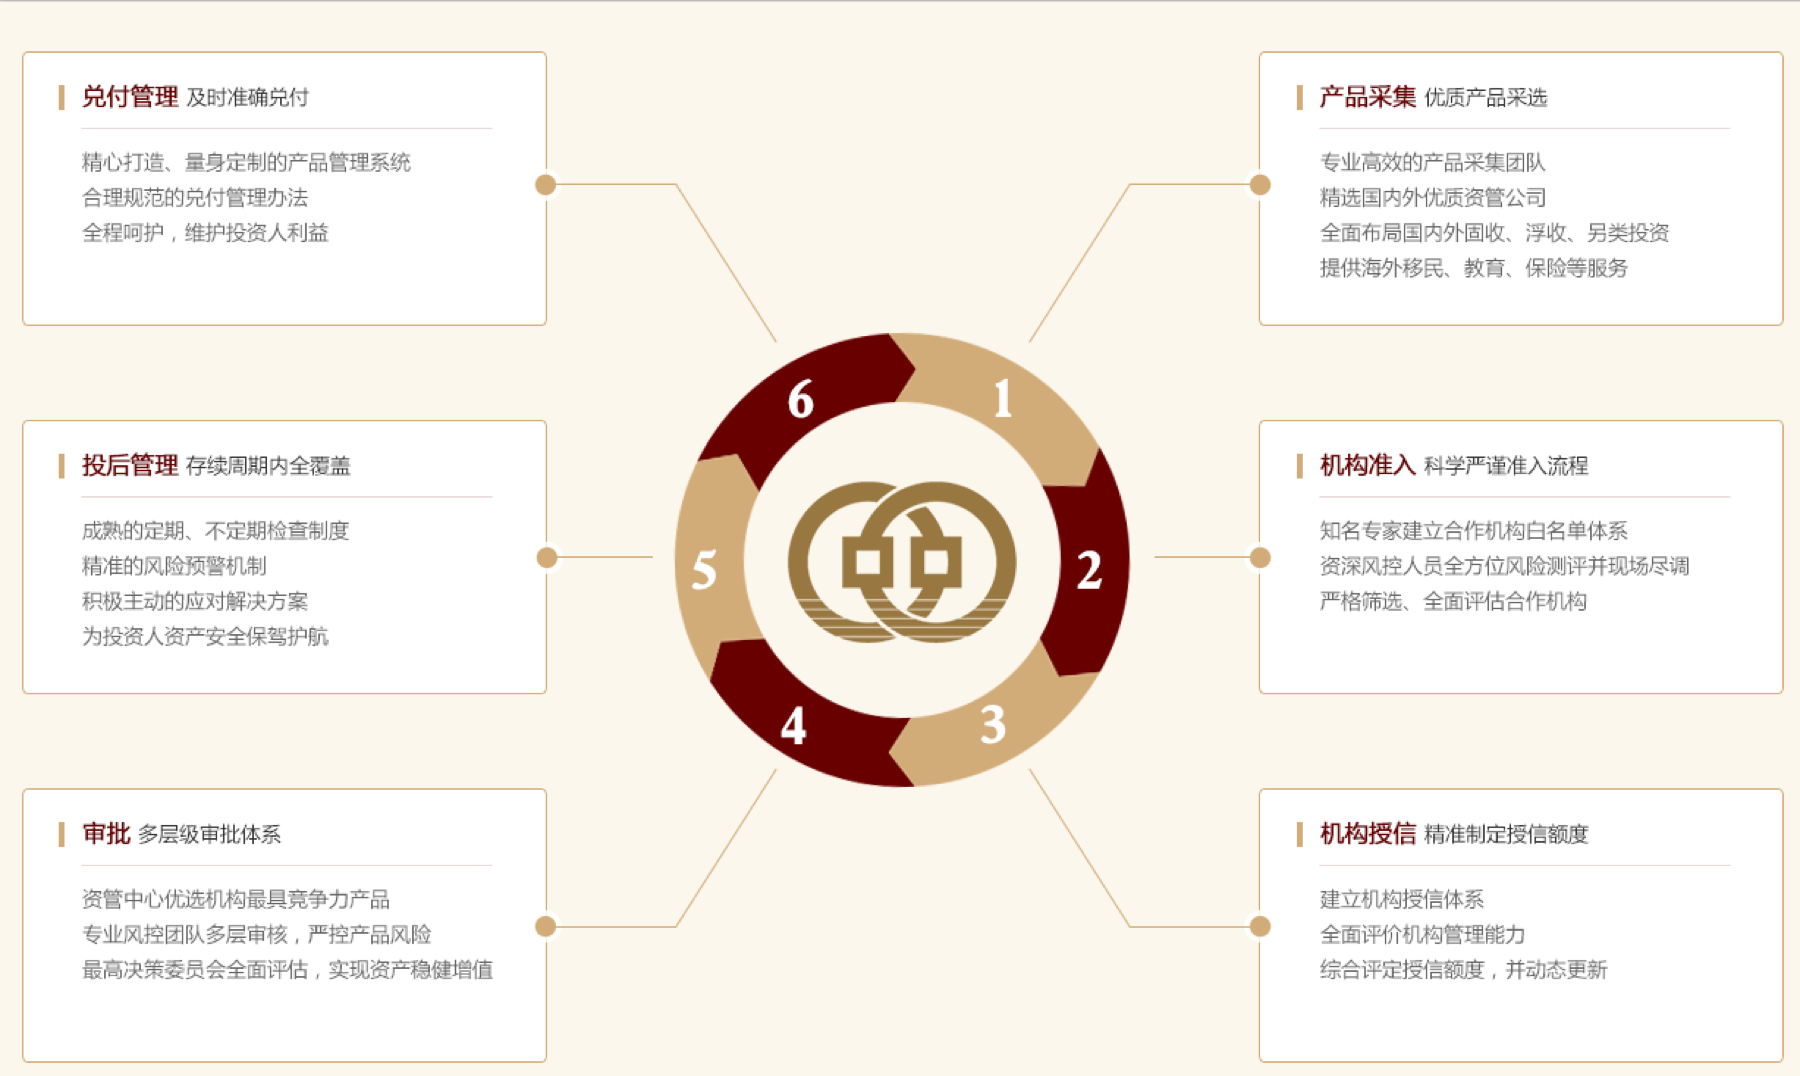 兑付管理 及时准确兑付
精心打造、量身定制的产品管理系统
合理规范的兑付管理办法
全程呵护，维护投资人利益
产品采集 优质产品采选
专业高效的产品采集团队
精选国内外优质资管公司
全面布局国内外固收、浮收、另类投资
提供海外移民、教育、保险等服务
6
1
投后管理 存续周期内全覆盖
成熟的定期、不定期检查制度
精准的风险预警机制
积极主动的应对解决方案
为投资人资产安全保驾护航
5
2
机构准入 科学严谨准入流程
知名专家建立合作机构白名单体系
资深风控人员全方位风险测评并现场尽调
严格筛选、全面评估合作机构
4
3
审批 多层级审批体系
资管中心优选机构最具竞争力产品
专业风控团队多层审核，严控产品风险
最高决策委员会全面评估，实现资产稳健增值
机构授信 精准制定授信额度
建立机构授信体系
全面评价机构管理能力
综合评定授信额度，并动态更新